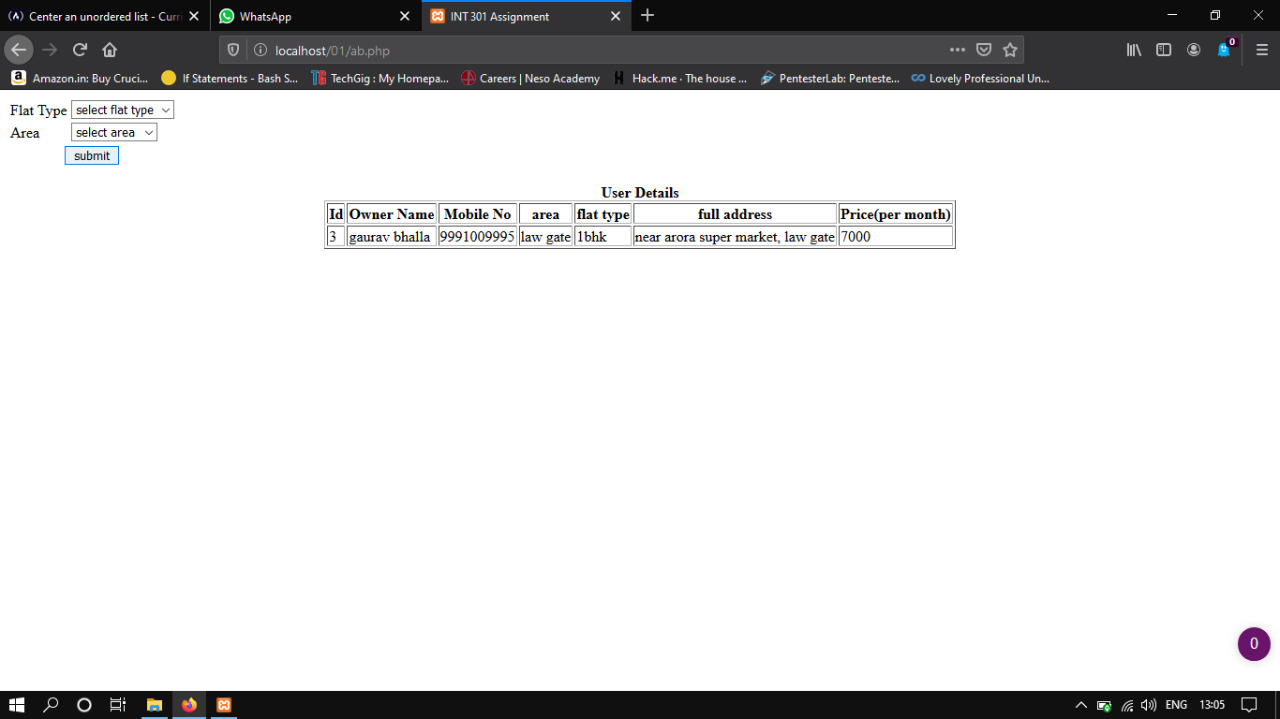 Center an unordered list - Curr
WhatsApp
INT301 Assignment
localhost/01/ab.php
0
Amazon.in: Buy Cruci...
If Statements - Bash S...
TG
TechGig : My Homepa...
Careers | Neso Academy
H
Hack.me · The house ...
PentesterLab: Penteste...
Lovely Professional Un...
Flat Type select flat type
Area select area
submit
User Details
Id Owner Name Mobile No area flat type full address Price(per month)
3 gaurav bhalla 9991009995 law gate 1bhk near arora super market, law gate 7000
0
ENG 13:05